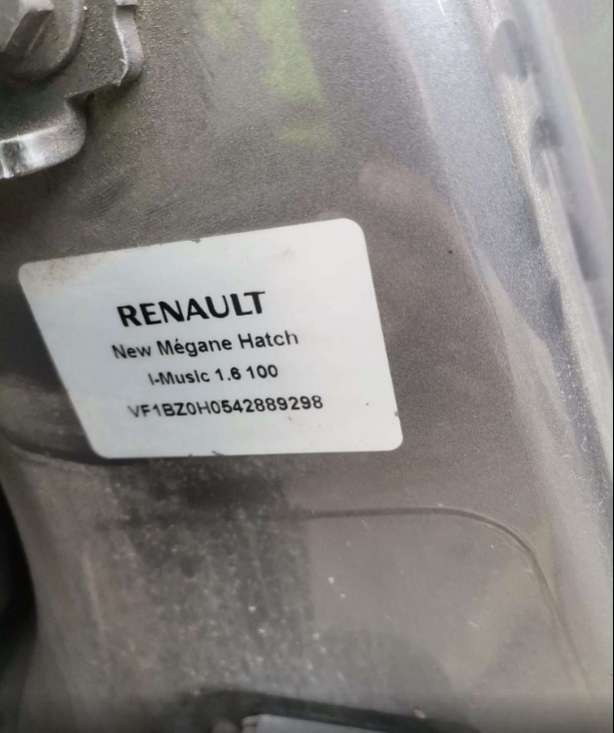 RENAULT
New Mégane Hatch
I-Music 1.6 100
VF1BZ0H0542889298